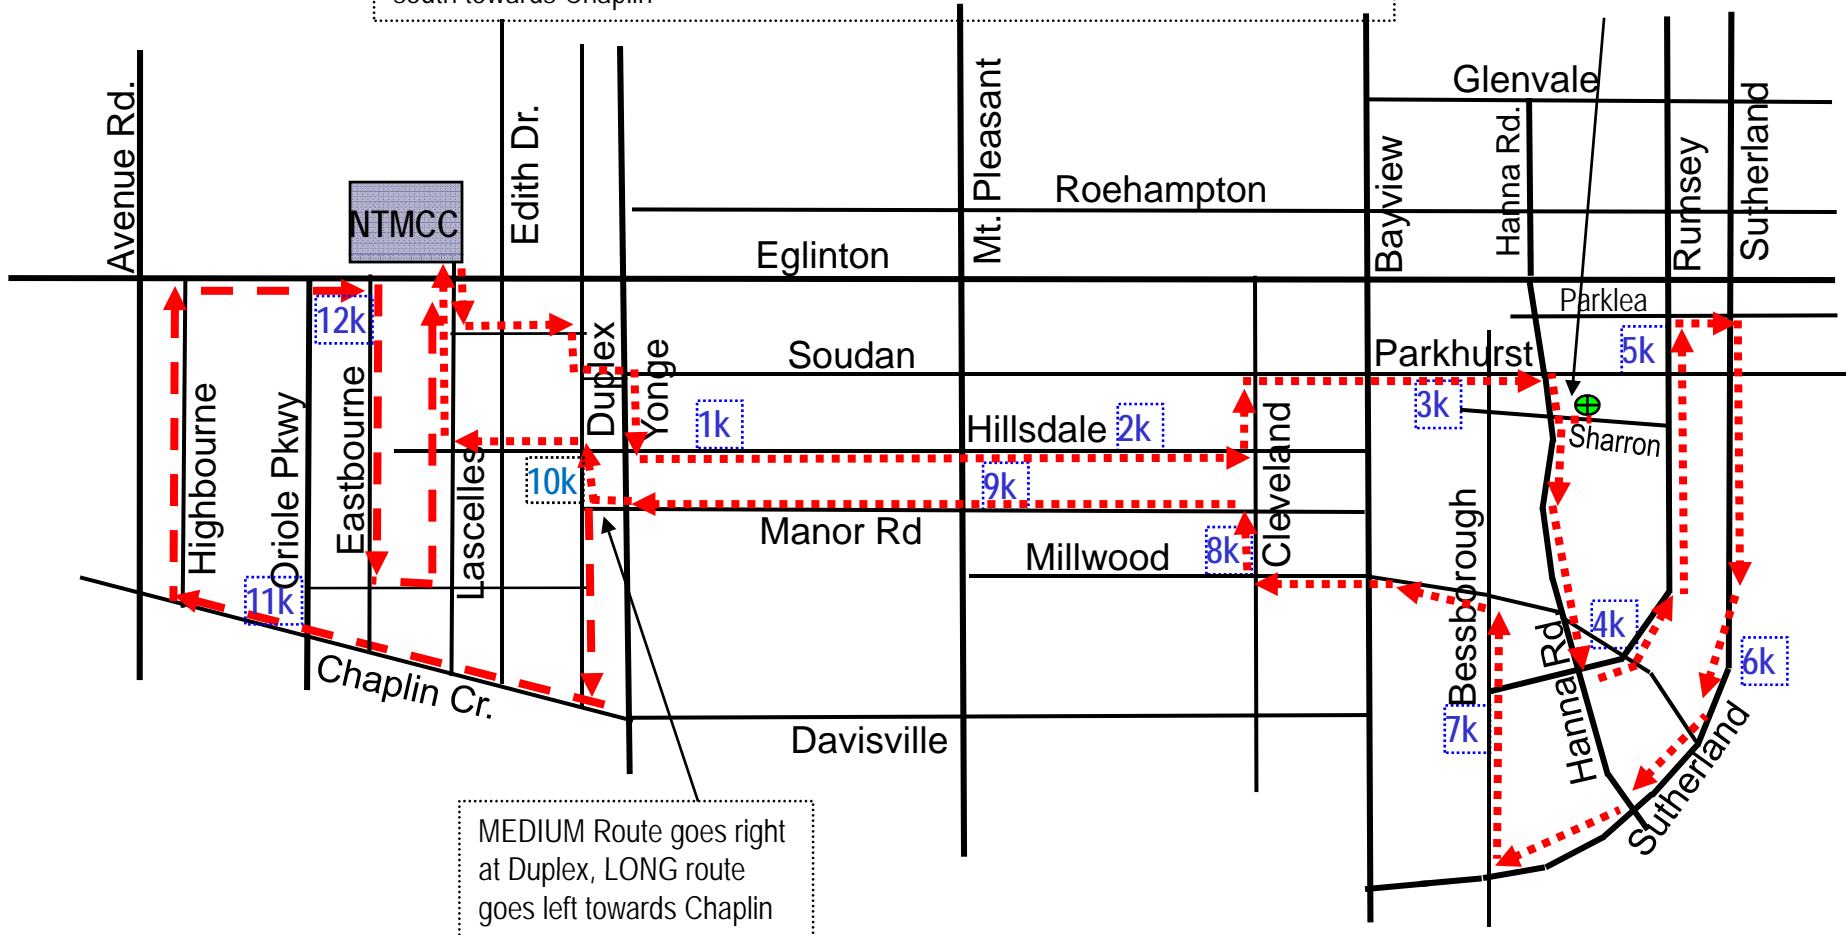 south towards Chaplin
Glenvale
Avenue Rd.
Edith Dr.
Mt. Pleasant
Bayview
Hanna Rd.
Rumsey
Sutherland
NTMCC
Roehampton
Eglinton
Parklea
12k
5k
Duplex
Yonge
Soudan
Parkhurst
Highbourne
Oriole Pkwy
Eastbourne
Lascelles
1k
Hillsdale
2k
Cleveland
3k
Sharron
10k
9k
Manor Rd
Millwood
8k
Bessborough
11k
4k
Hanna Rd
6k
Chaplin Cr.
7k
Davisville
Sutherland
MEDIUM Route goes right
at Duplex, LONG route
goes left towards Chaplin